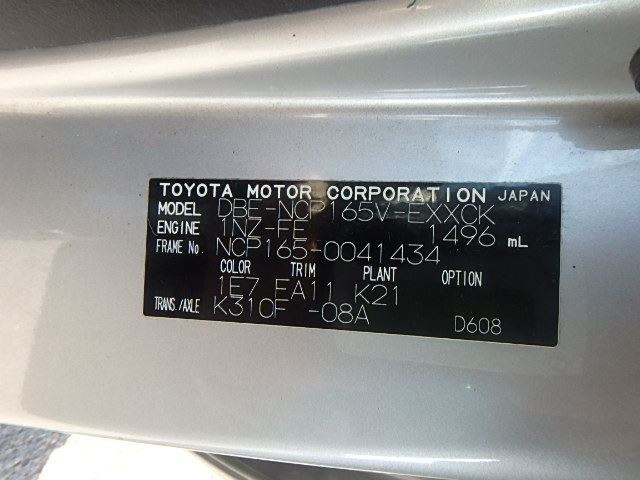 TOYOTA MOTOR CORPORATION JAPAN
MODEL DBE-NCP165V-EXXCK
ENGINE 1NZ-FE 1496 mL
FRAME No. NCP165-0041434
COLOR TRIM PLANT OPTION
1E7 FA11 K21
TRANS./AXLE K310F -08A D608